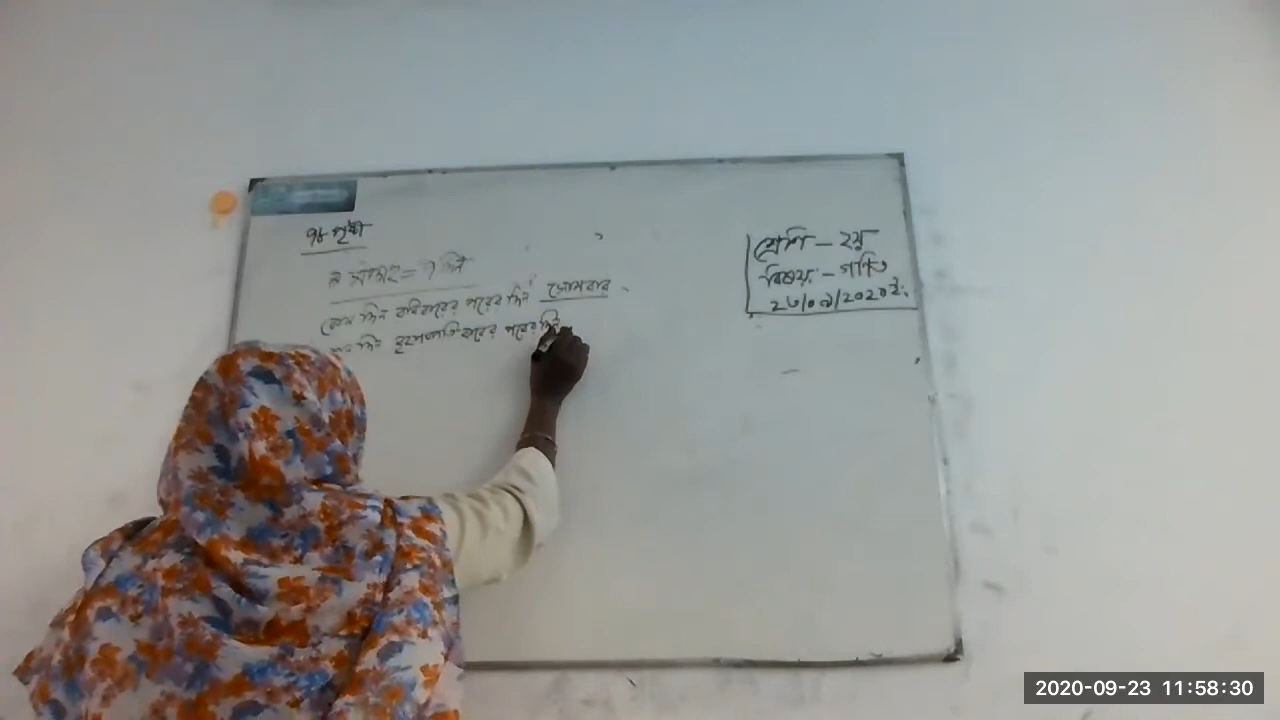 ৭৮ পৃষ্ঠা
১ সপ্তাহ = ৭ দিন
কোন দিন রবিবারের পরের দিন? সোমবার
দিন বৃহস্পতিবারের পরের দিন
শ্রেণি - ২য়
বিষয়: - গণিত
২৩/০৯/২০২০ইং
2020-09-23 11:58:30